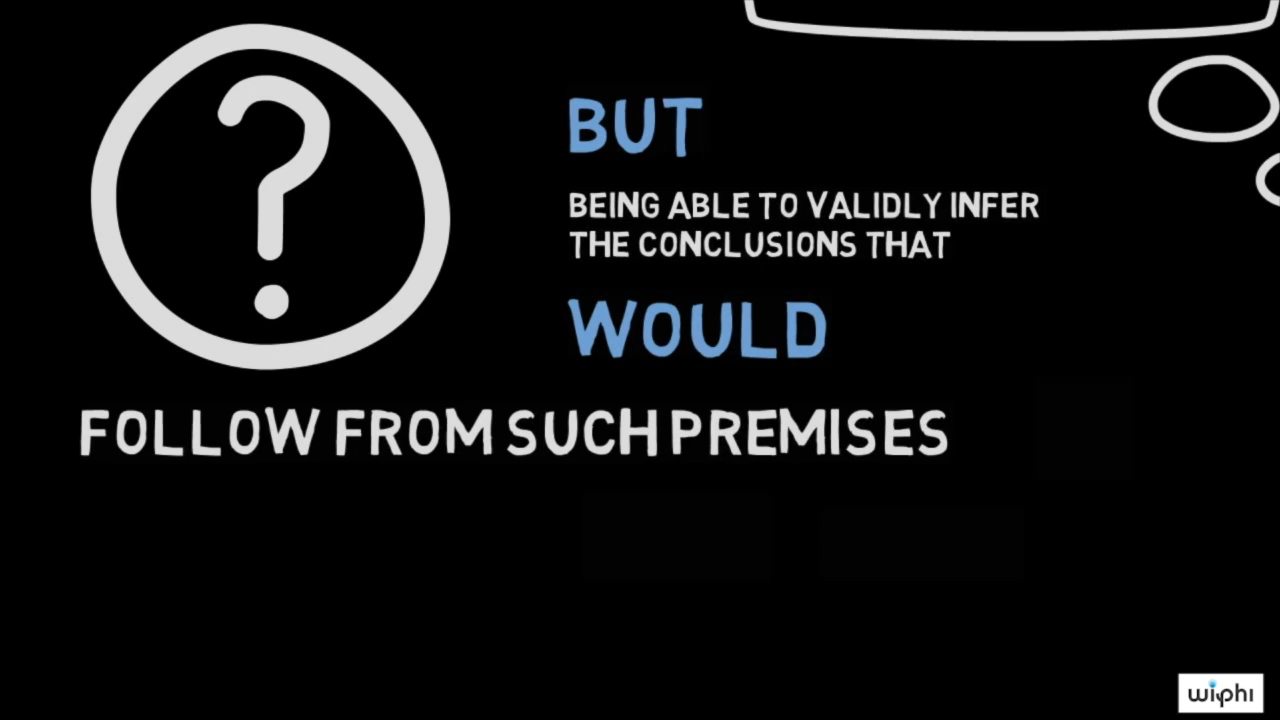 ?
BUT
BEING ABLE TO VALIDLY INFER
THE CONCLUSIONS THAT
WOULD
FOLLOW FROM SUCH PREMISES
wiphi